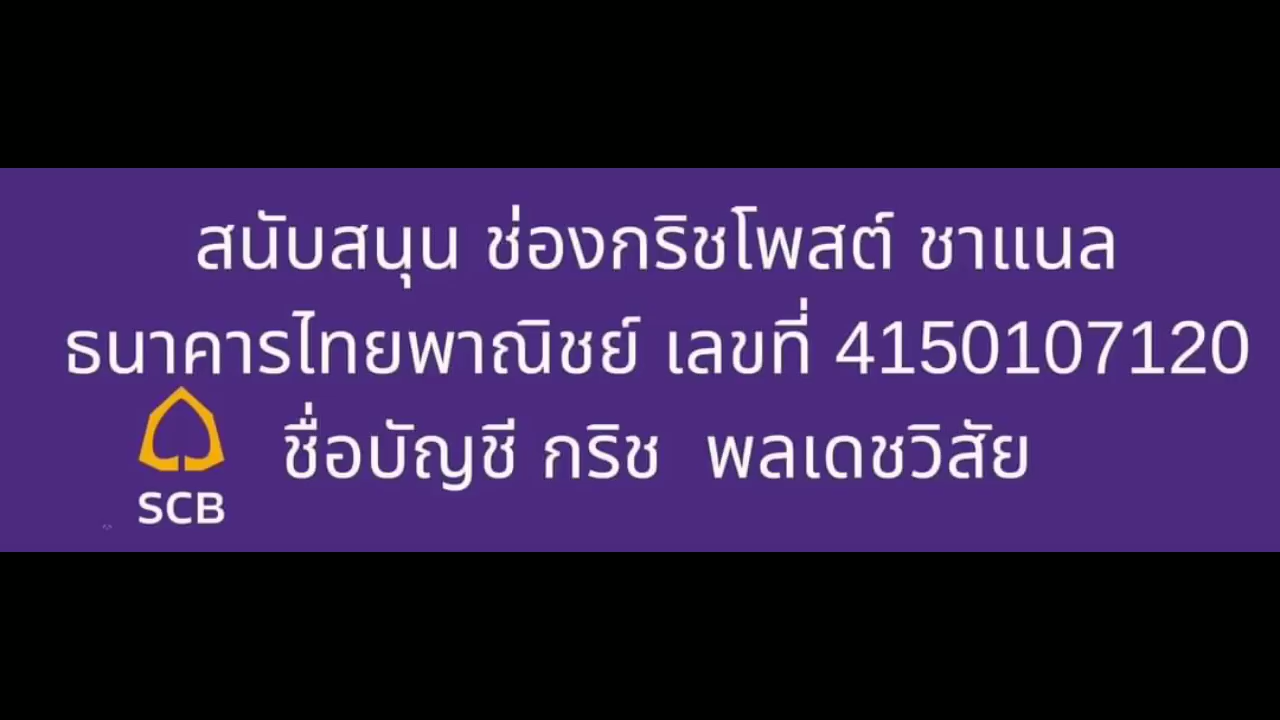 สนับสนุน ช่องกริชโพสต์ ชาแนล
ธนาคารไทยพาณิชย์ เลขที่ 4150107120
ชื่อบัญชี กริช พลเดชวิสัย
SCB